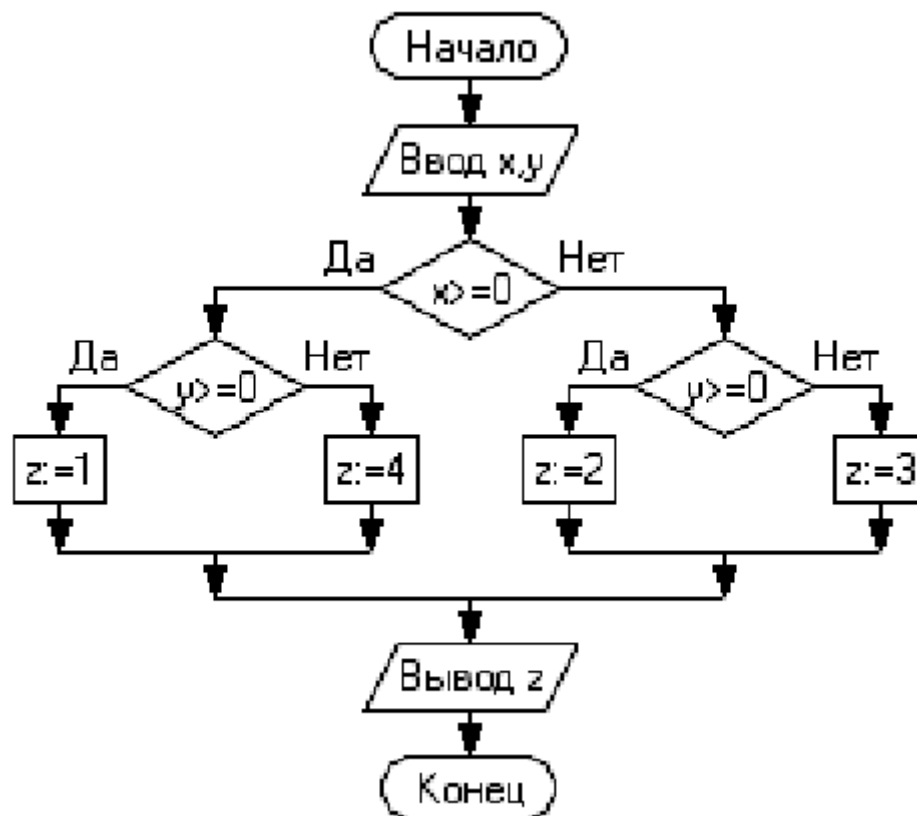 Начало
Ввод x,y
Да Нет
x>=0
Да Нет Да Нет
y>=0 y>=0
z:=1 z:=4 z:=2 z:=3
Вывод z
Конец